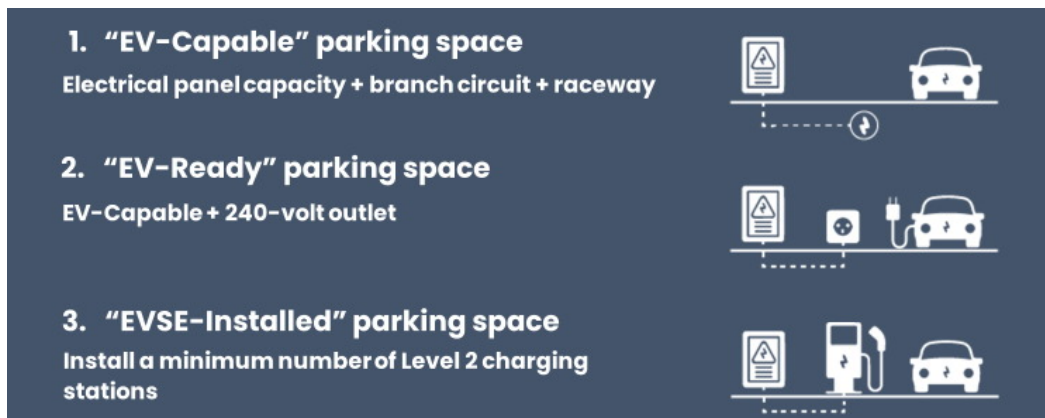 1. “EV-Capable” parking space
Electrical panel capacity + branch circuit + raceway
2. “EV-Ready” parking space
EV-Capable + 240-volt outlet
3. “EVSE-Installed” parking space
Install a minimum number of Level 2 charging
stations